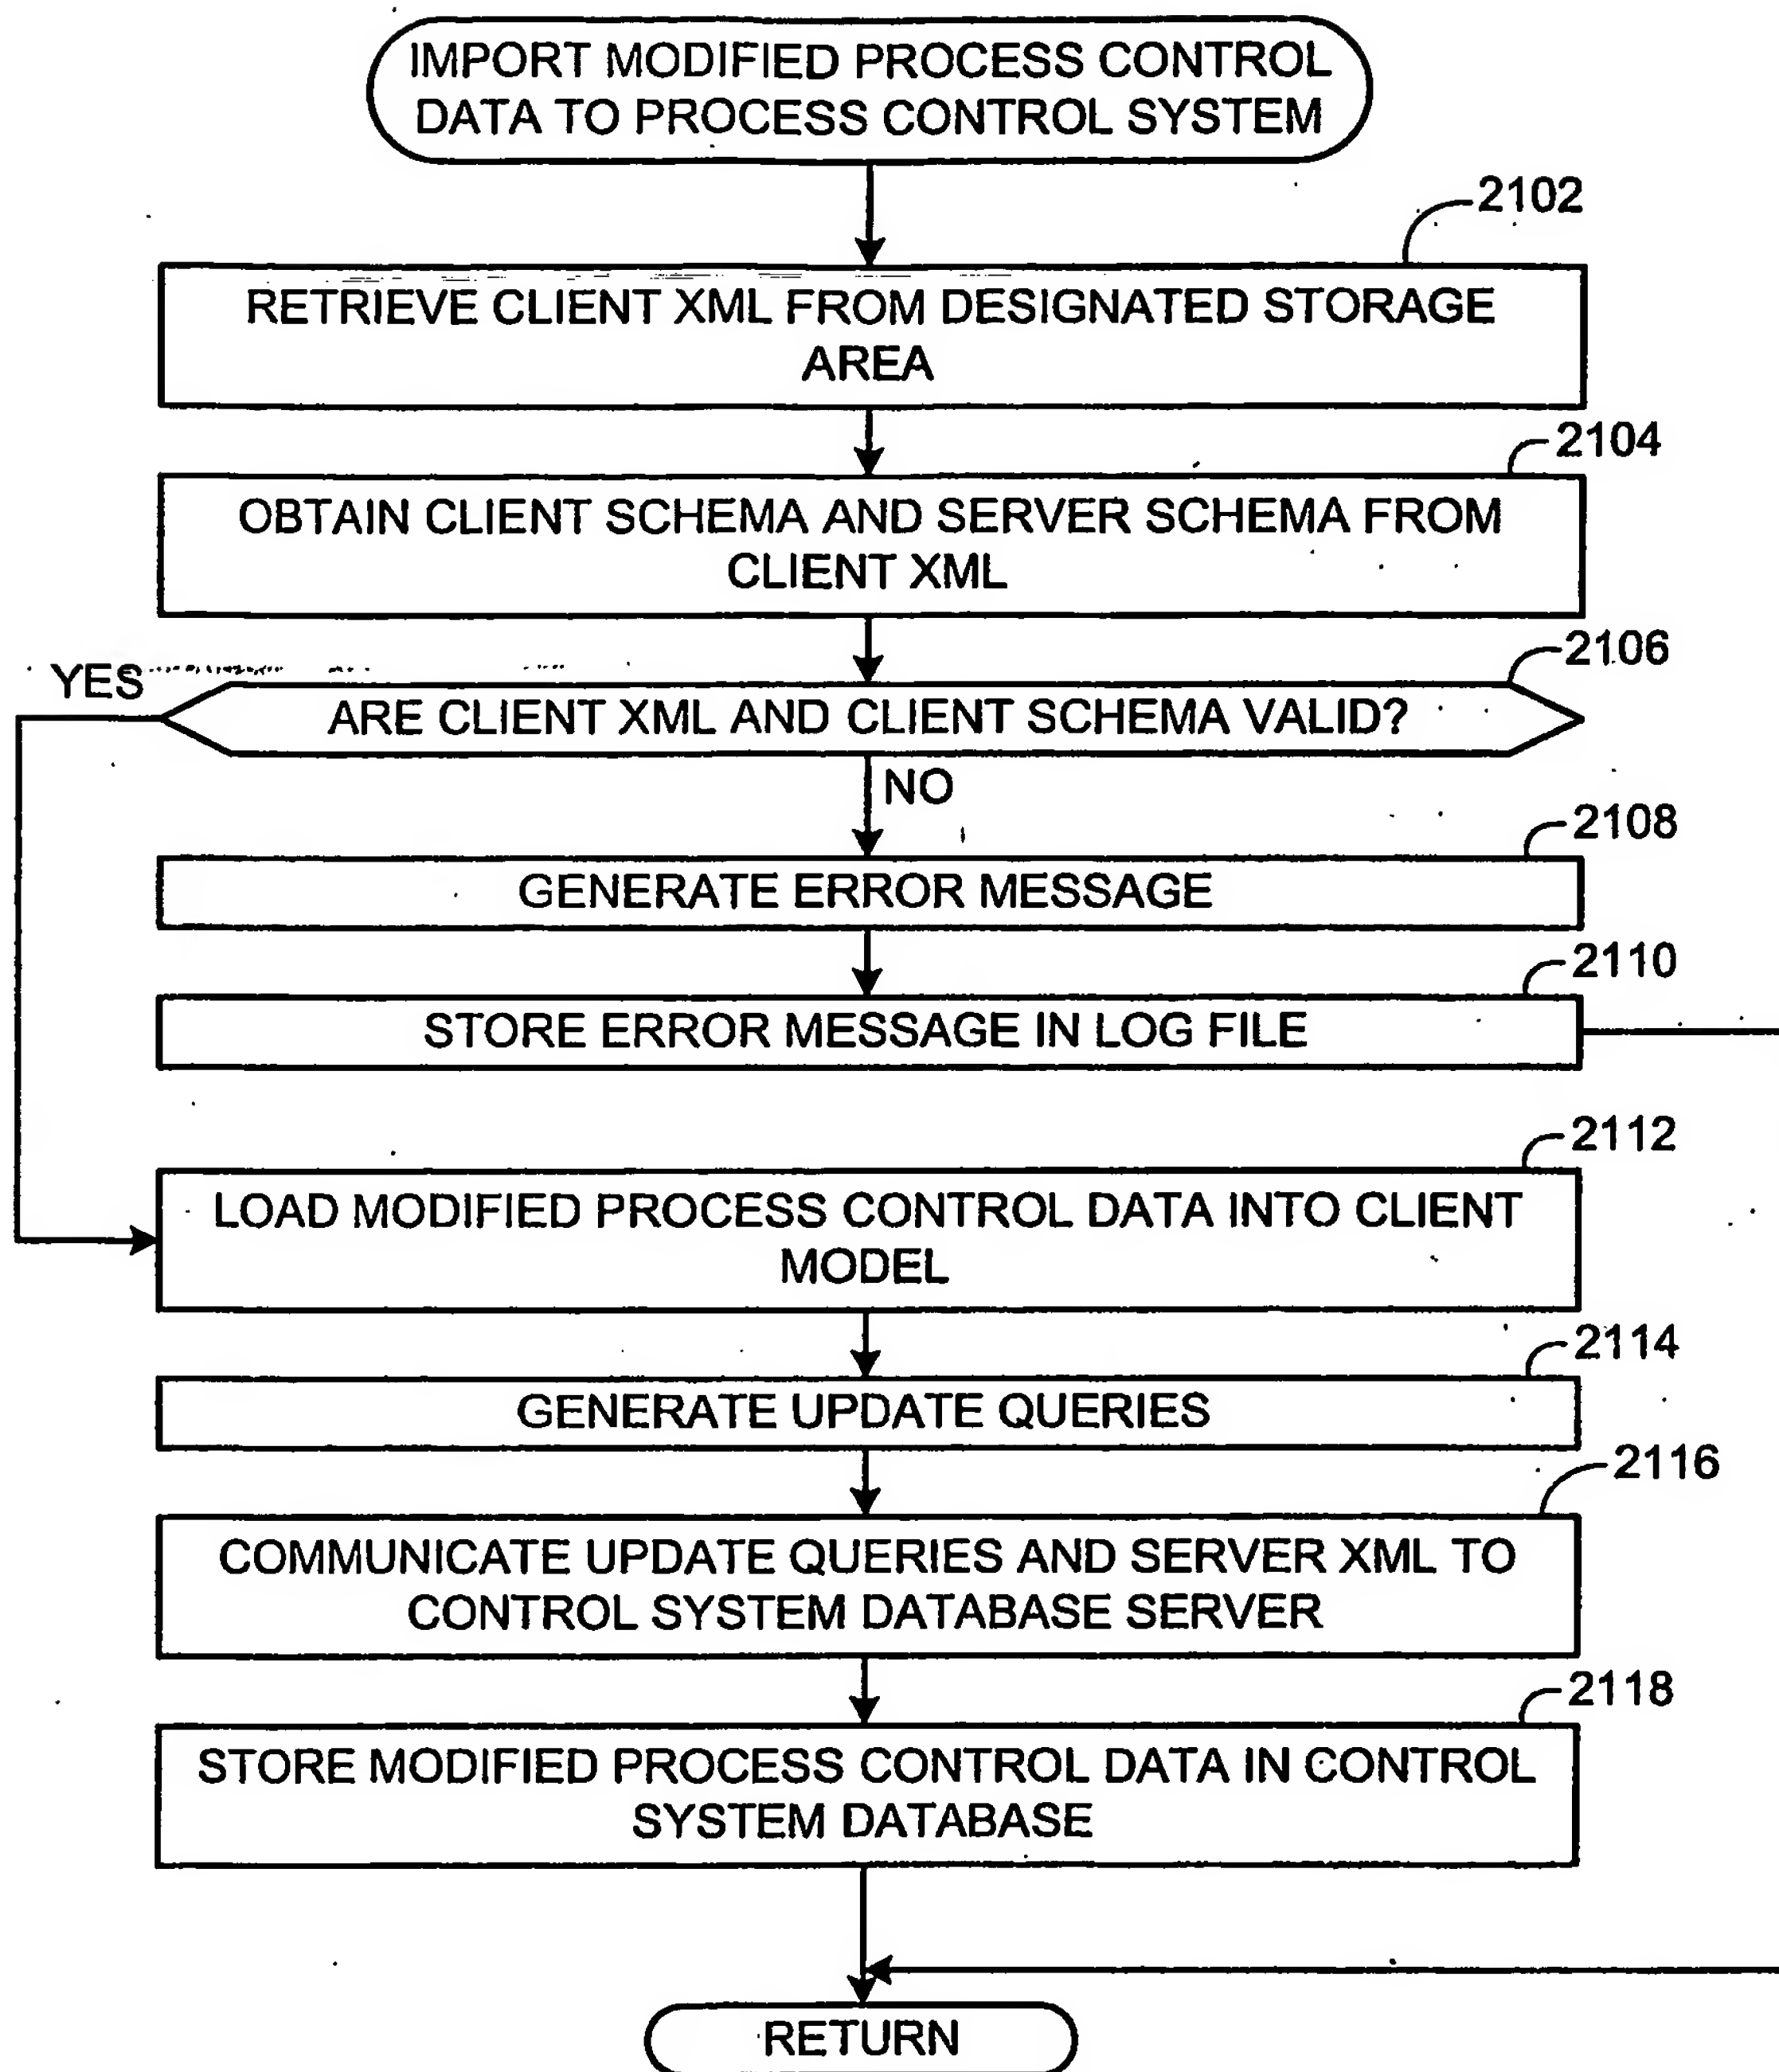 IMPORT MODIFIED PROCESS CONTROL
DATA TO PROCESS CONTROL SYSTEM
2102
RETRIEVE CLIENT XML FROM DESIGNATED STORAGE
AREA
2104
OBTAIN CLIENT SCHEMA AND SERVER SCHEMA FROM
CLIENT XML
2106
YES
ARE CLIENT XML AND CLIENT SCHEMA VALID?
NO
2108
GENERATE ERROR MESSAGE
2110
STORE ERROR MESSAGE IN LOG FILE
2112
LOAD MODIFIED PROCESS CONTROL DATA INTO CLIENT
MODEL
2114
GENERATE UPDATE QUERIES
2116
COMMUNICATE UPDATE QUERIES AND SERVER XML TO
CONTROL SYSTEM DATABASE SERVER
2118
STORE MODIFIED PROCESS CONTROL DATA IN CONTROL
SYSTEM DATABASE
RETURN